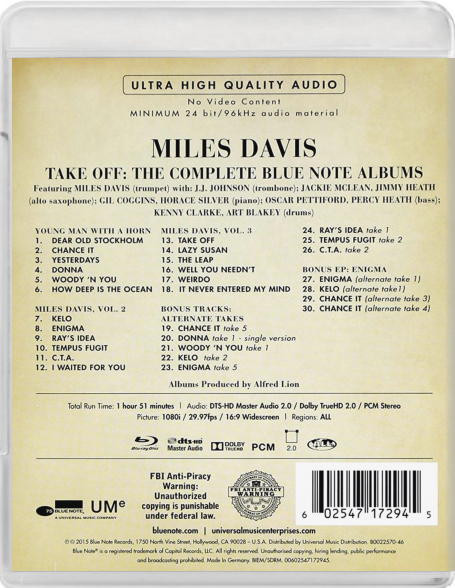 ULTRA HIGH QUALITY AUDIO
No Video Content
MINIMUM 24 bit/96kHz audio material
MILES DAVIS
TAKE OFF: THE COMPLETE BLUE NOTE ALBUMS
Featuring MILES DAVIS (trumpet) with: J.J. JOHNSON (trombone); JACKIE MCLEAN, JIMMY HEATH
(alto saxophone); GIL COGGINS, HORACE SILVER (piano); OSCAR PETTIFORD, PERCY HEATH (bass);
KENNY CLARKE, ART BLAKEY (drums)
YOUNG MAN WITH A HORN
1. DEAR OLD STOCKHOLM
2. CHANCE IT
3. YESTERDAYS
4. DONNA
5. WOODY 'N YOU
6. HOW DEEP IS THE OCEAN
MILES DAVIS, VOL. 2
7. KELO
8. ENIGMA
9. RAY'S IDEA
10. TEMPUS FUGIT
11. C.T.A.
12. I WAITED FOR YOU
MILES DAVIS, VOL. 3
13. TAKE OFF
14. LAZY SUSAN
15. THE LEAP
16. WELL YOU NEEDN'T
17. WEIRDO
18. IT NEVER ENTERED MY MIND
BONUS TRACKS:
ALTERNATE TAKES
19. CHANCE IT take 5
20. DONNA take 1 - single version
21. WOODY 'N YOU take 1
22. KELO take 2
23. ENIGMA take 5
24. RAY'S IDEA take 1
25. TEMPUS FUGIT take 2
26. C.T.A. take 2
BONUS EP: ENIGMA
27. ENIGMA (alternate take 1)
28. KELO (alternate take1)
29. CHANCE IT (alternate take 3)
30. CHANCE IT (alternate take 4)
Albums Produced by Alfred Lion
Total Run Time: 1 hour 51 minutes | Audio: DTS-HD Master Audio 2.0 / Dolby TrueHD 2.0 / PCM Stereo
Picture: 1080i / 29.97fps / 16:9 Widescreen | Regions: ALL
Blu-ray Disc
dts-HD
Master Audio
DOLBY
TRUEHD
PCM
2.0
75 BLUE NOTE
A UNIVERSAL MUSIC COMPANY
UMe
FBI Anti-Piracy
Warning:
Unauthorized
copying is punishable
under federal law.
FBI ANTI-PIRACY
WARNING
6 02547 17294 5
bluenote.com | universalmusicenterprises.com
℗ © 2015 Blue Note Records, 1750 North Vine Street, Hollywood, CA 90028 – U.S.A. Distributed by Universal Music Distribution. B0022570-46
Blue Note® is a registered trademark of Capitol Records, LLC. All rights reserved. Unauthorised copying, hiring lending, public performance
and broadcasting prohibited. Made in Germany. BIEM/SDRM. 00602547172945.